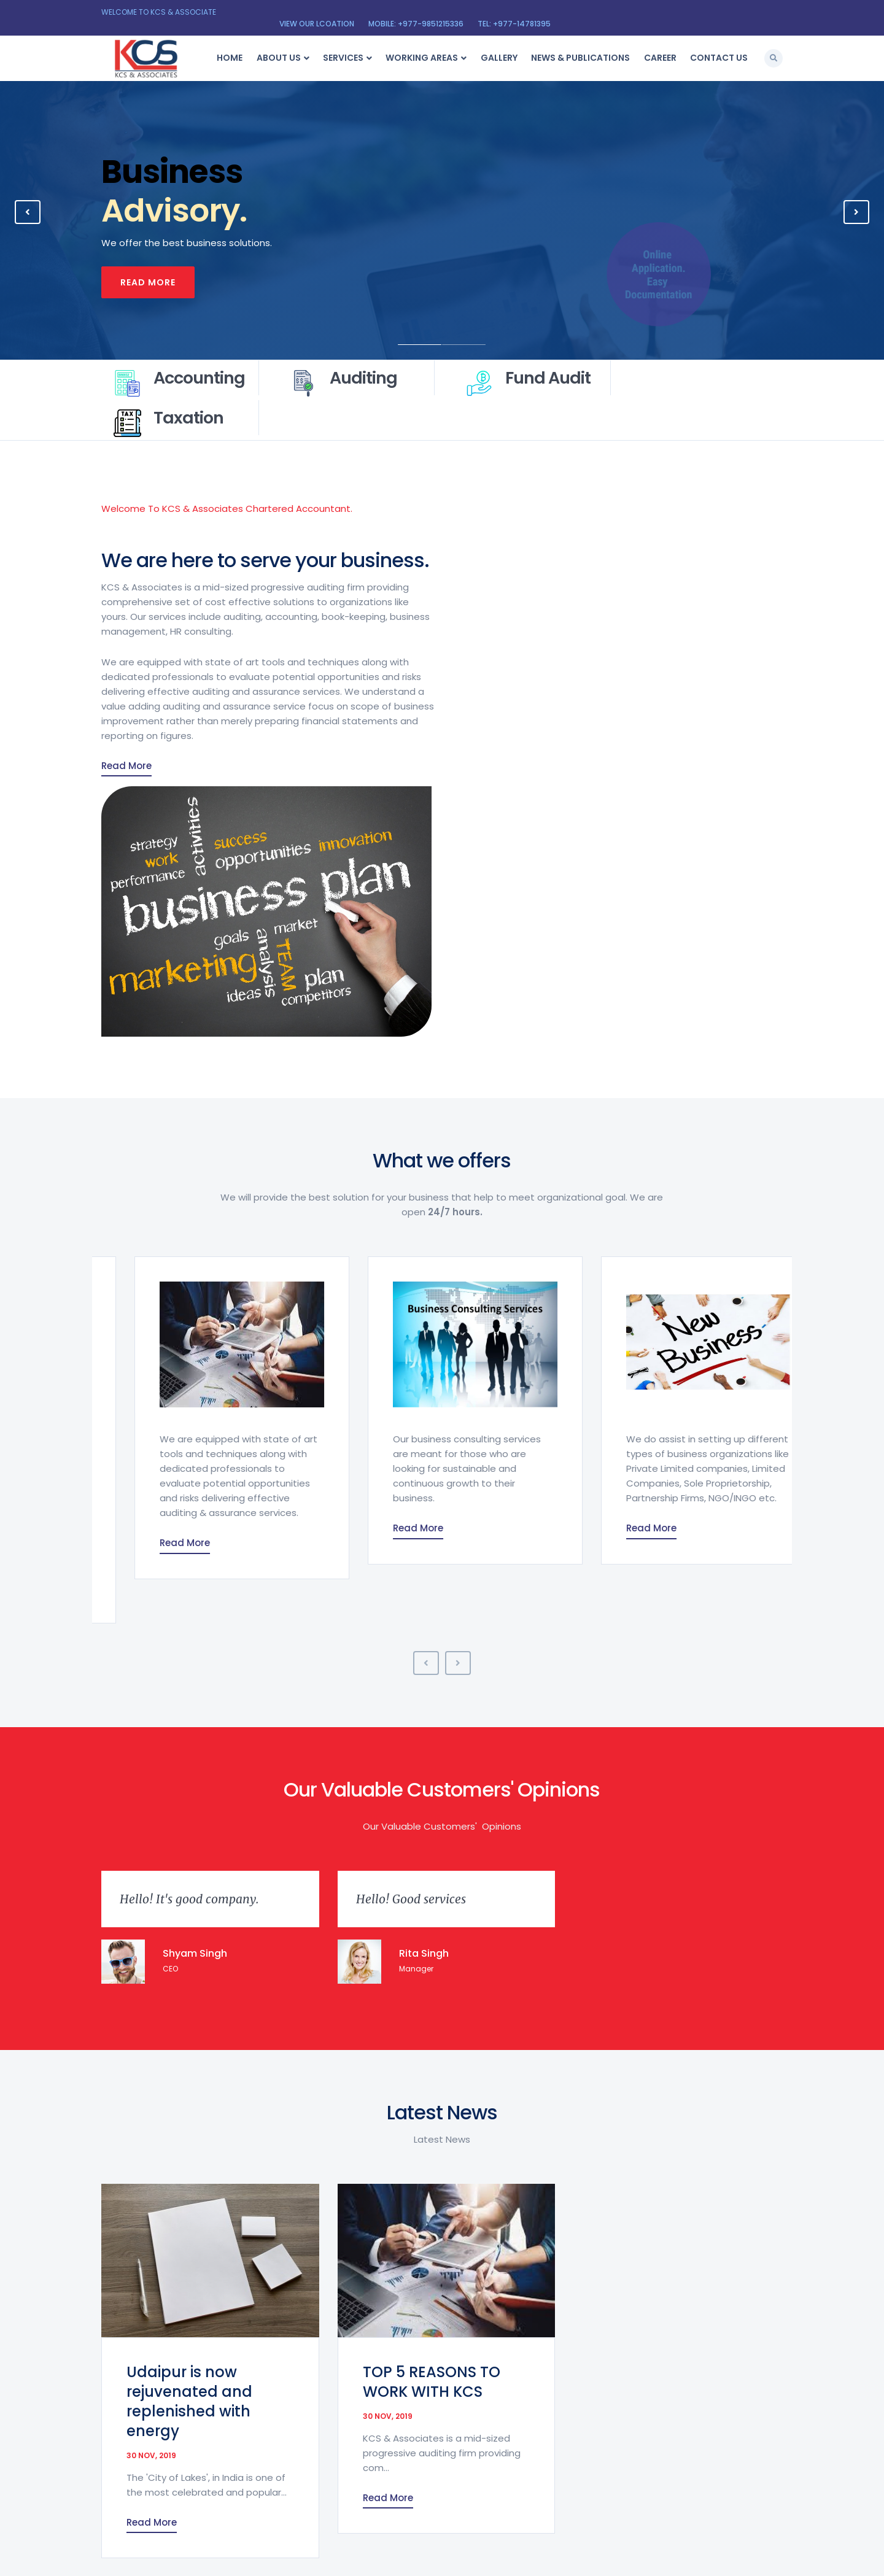 WELCOME TO KCS & ASSOCIATE
VIEW OUR LCOATION MOBILE: +977-9851215336 TEL: +977-14781395
KCS
KCS & ASSOCIATES
HOME ABOUT US SERVICES WORKING AREAS GALLERY NEWS & PUBLICATIONS CAREER CONTACT US
Business
Advisory.
We offer the best business solutions.
READ MORE
Online
Application.
Easy
Documentation
Accounting
Auditing
Fund Audit
TAX
Taxation
Welcome To KCS & Associates Chartered Accountant.
We are here to serve your business.
KCS & Associates is a mid-sized progressive auditing firm providing
comprehensive set of cost effective solutions to organizations like
yours. Our services include auditing, accounting, book-keeping, business
management, HR consulting.
We are equipped with state of art tools and techniques along with
dedicated professionals to evaluate potential opportunities and risks
delivering effective auditing and assurance services. We understand a
value adding auditing and assurance service focus on scope of business
improvement rather than merely preparing financial statements and
reporting on figures.
Read More
strategy
work
performance
activities
success
opportunities
innovation
business plan
goals
market
marketing
analysis
TEAM
plan
ideas
competitors
What we offers
We will provide the best solution for your business that help to meet organizational goal. We are
open 24/7 hours.
We are equipped with state of art
tools and techniques along with
dedicated professionals to
evaluate potential opportunities
and risks delivering effective
auditing & assurance services.
Read More
Business Consulting Services
Our business consulting services
are meant for those who are
looking for sustainable and
continuous growth to their
business.
Read More
New
Business
We do assist in setting up different
types of business organizations like
Private Limited companies, Limited
Companies, Sole Proprietorship,
Partnership Firms, NGO/INGO etc.
Read More
Our Valuable Customers' Opinions
Our Valuable Customers' Opinions
Hello! It's good company.
Shyam Singh
CEO
Hello! Good services
Rita Singh
Manager
Latest News
Latest News
Udaipur is now
rejuvenated and
replenished with
energy
30 NOV, 2019
The 'City of Lakes', in India is one of
the most celebrated and popular...
Read More
TOP 5 REASONS TO
WORK WITH KCS
30 NOV, 2019
KCS & Associates is a mid-sized
progressive auditing firm providing
com...
Read More